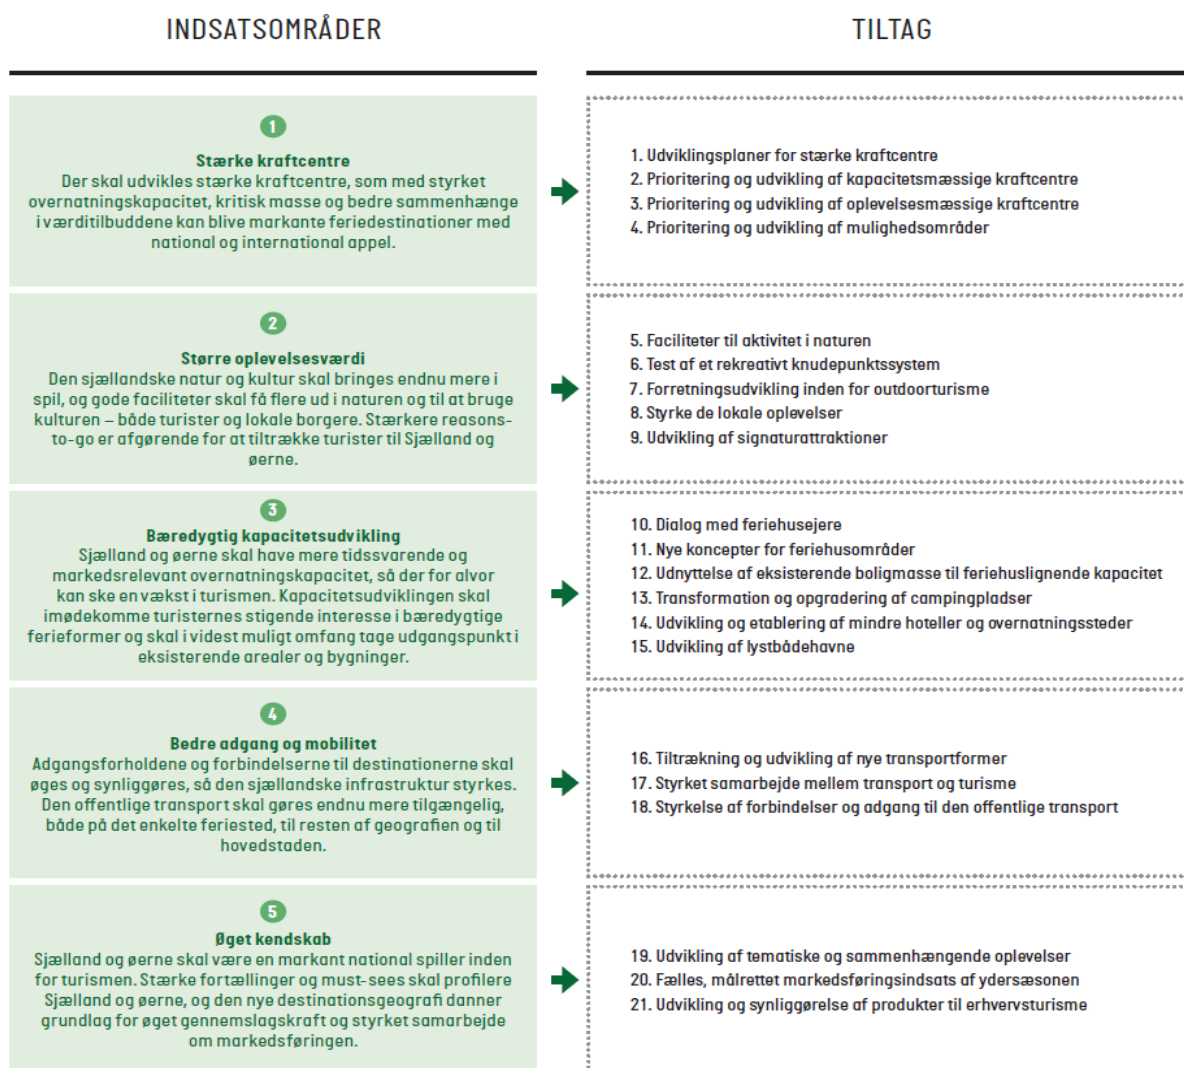 INDSATSOMRÅDER
TILTAG
1
Stærke kraftcentre
Der skal udvikles stærke kraftcentre, som med styrket
overnatningskapacitet, kritisk masse og bedre sammenhænge
i værditilbuddene kan blive markante feriedestinationer med
national og international appel.
1. Udviklingsplaner for stærke kraftcentre
2. Prioritering og udvikling af kapacitetsmæssige kraftcentre
3. Prioritering og udvikling af oplevelsesmæssige kraftcentre
4. Prioritering og udvikling af mulighedsområder
2
Større oplevelsesværdi
Den sjællandske natur og kultur skal bringes endnu mere i
spil, og gode faciliteter skal få flere ud i naturen og til at bruge
kulturen – både turister og lokale borgere. Stærkere reasons-
to-go er afgørende for at tiltrække turister til Sjælland og
øerne.
5. Faciliteter til aktivitet i naturen
6. Test af et rekreativt knudepunktssystem
7. Forretningsudvikling inden for outdoorturisme
8. Styrke de lokale oplevelser
9. Udvikling af signaturattraktioner
3
Bæredygtig kapacitetsudvikling
Sjælland og øerne skal have mere tidssvarende og
markedsrelevant overnatningskapacitet, så der for alvor
kan ske en vækst i turismen. Kapacitetsudviklingen skal
imødekomme turisternes stigende interesse i bæredygtige
ferieformer og skal i videst muligt omfang tage udgangspunkt i
eksisterende arealer og bygninger.
10. Dialog med feriehusejere
11. Nye koncepter for feriehusområder
12. Udnyttelse af eksisterende boligmasse til feriehuslignende kapacitet
13. Transformation og opgradering af campingpladser
14. Udvikling og etablering af mindre hoteller og overnatningssteder
15. Udvikling af lystbådehavne
4
Bedre adgang og mobilitet
Adgangsforholdene og forbindelserne til destinationerne skal
øges og synliggøres, så den sjællandske infrastruktur styrkes.
Den offentlige transport skal gøres endnu mere tilgængelig,
både på det enkelte feriested, til resten af geografien og til
hovedstaden.
16. Tiltrækning og udvikling af nye transportformer
17. Styrket samarbejde mellem transport og turisme
18. Styrkelse af forbindelser og adgang til den offentlige transport
5
Øget kendskab
Sjælland og øerne skal være en markant national spiller inden
for turismen. Stærke fortællinger og must-sees skal profilere
Sjælland og øerne, og den nye destinationsgeografi danner
grundlag for øget gennemslagskraft og styrket samarbejde
om markedsføringen.
19. Udvikling af tematiske og sammenhængende oplevelser
20. Fælles, målrettet markedsføringsindsats af ydersæsonen
21. Udvikling og synliggørelse af produkter til erhvervsturisme